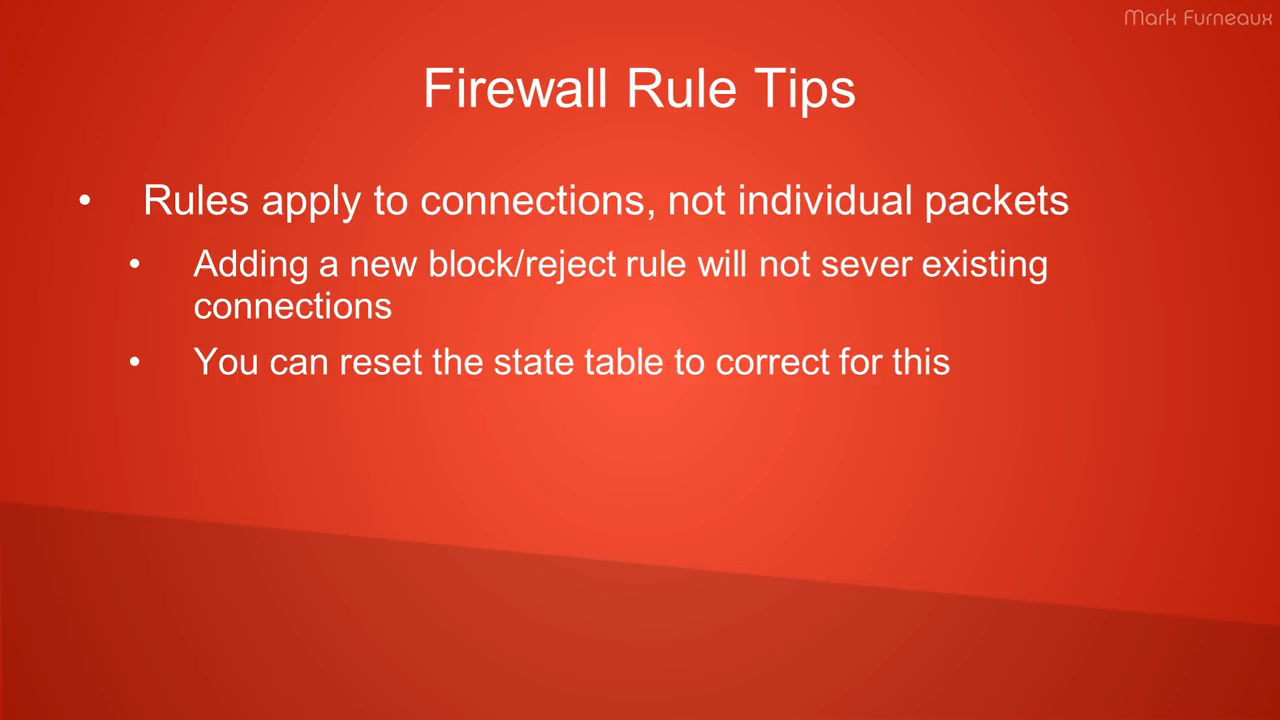 Mark Furneaux
Firewall Rule Tips
• Rules apply to connections, not individual packets
• Adding a new block/reject rule will not sever existing
connections
• You can reset the state table to correct for this